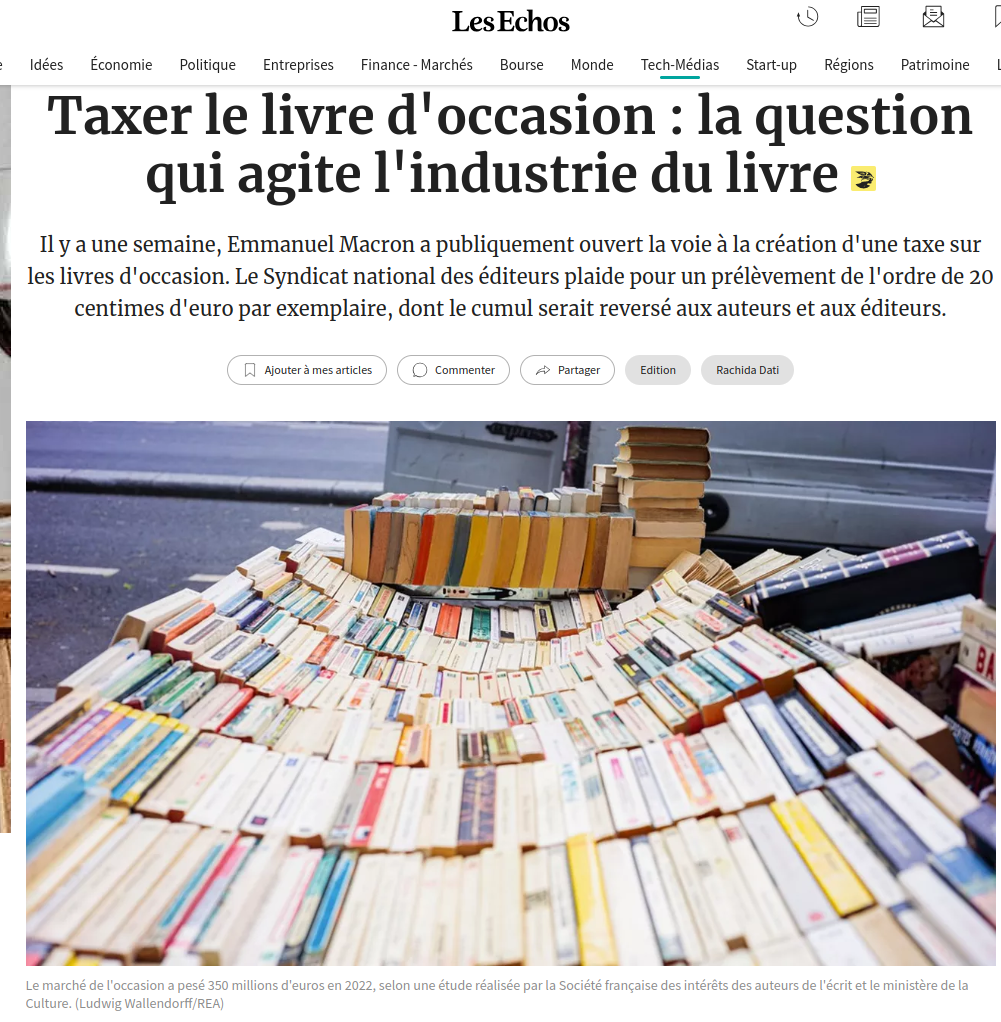 Les Echos
Idées Économie Politique Entreprises Finance - Marchés Bourse Monde Tech-Médias Start-up Régions Patrimoine
Taxer le livre d'occasion : la question
qui agite l'industrie du livre
Il y a une semaine, Emmanuel Macron a publiquement ouvert la voie à la création d'une taxe sur
les livres d'occasion. Le Syndicat national des éditeurs plaide pour un prélèvement de l'ordre de 20
centimes d'euro par exemplaire, dont le cumul serait reversé aux auteurs et aux éditeurs.
Ajouter à mes articles Commenter Partager Edition Rachida Dati
express
BA
Le marché de l'occasion a pesé 350 millions d'euros en 2022, selon une étude réalisée par la Société française des intérêts des auteurs de l'écrit et le ministère de la
Culture. (Ludwig Wallendorff/REA)